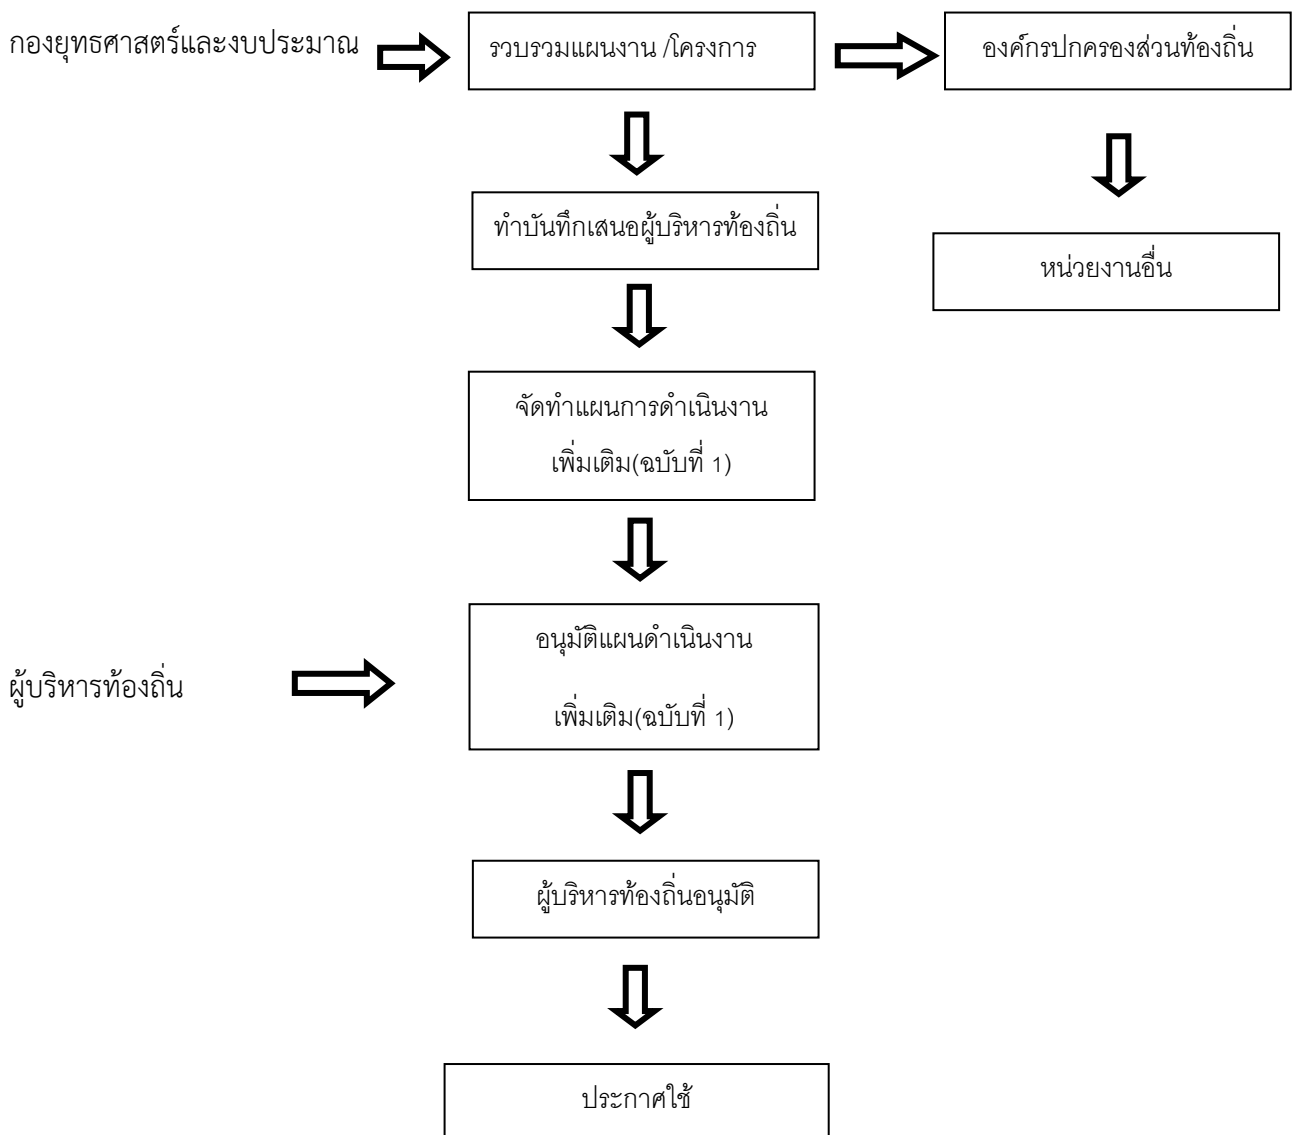 กองยุทธศาสตร์และงบประมาณ
รวบรวมแผนงาน /โครงการ
องค์กรปกครองส่วนท้องถิ่น
ทำบันทึกเสนอผู้บริหารท้องถิ่น
หน่วยงานอื่น
จัดทำแผนการดำเนินงาน
เพิ่มเติม(ฉบับที่ 1)
อนุมัติแผนดำเนินงาน
ผู้บริหารท้องถิ่น
เพิ่มเติม(ฉบับที่ 1)
ผู้บริหารท้องถิ่นอนุมัติ
ประกาศใช้